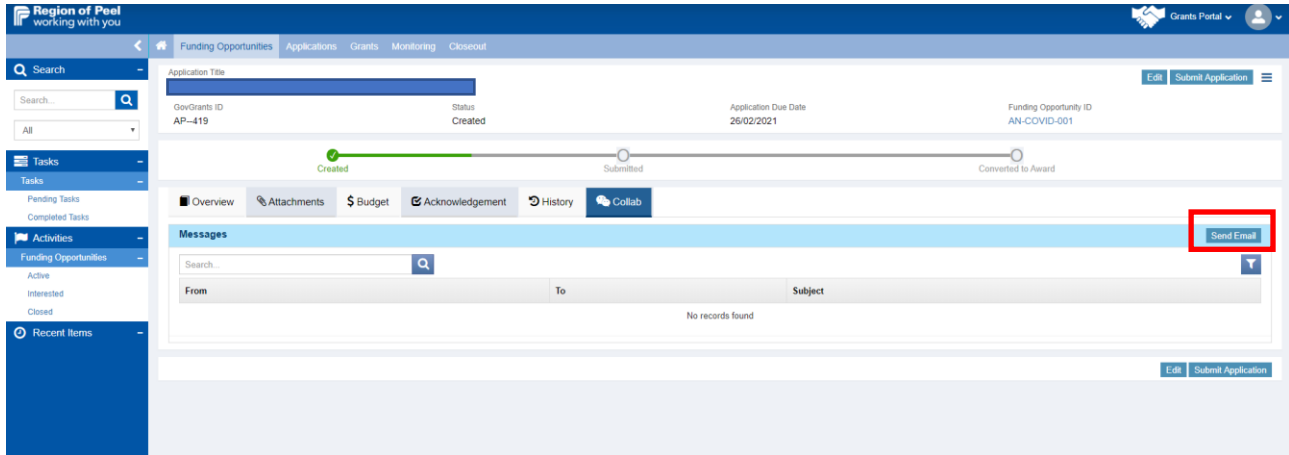 Region of Peel
working with you
Grants Portal
Funding Opportunities Applications Grants Monitoring Closeout
Search
Search...
All
Tasks
Tasks
Pending Tasks
Completed Tasks
Activities
Funding Opportunities
Active
Interested
Closed
Recent Items
Application Title
Edit Submit Application
GovGrants ID Status Application Due Date Funding Opportunity ID
AP--419 Created 26/02/2021 AN-COVID-001
Created Submitted Converted to Award
Overview Attachments $ Budget Acknowledgement History Collab
Messages Send Email
Search...
From To Subject
No records found
Edit Submit Application